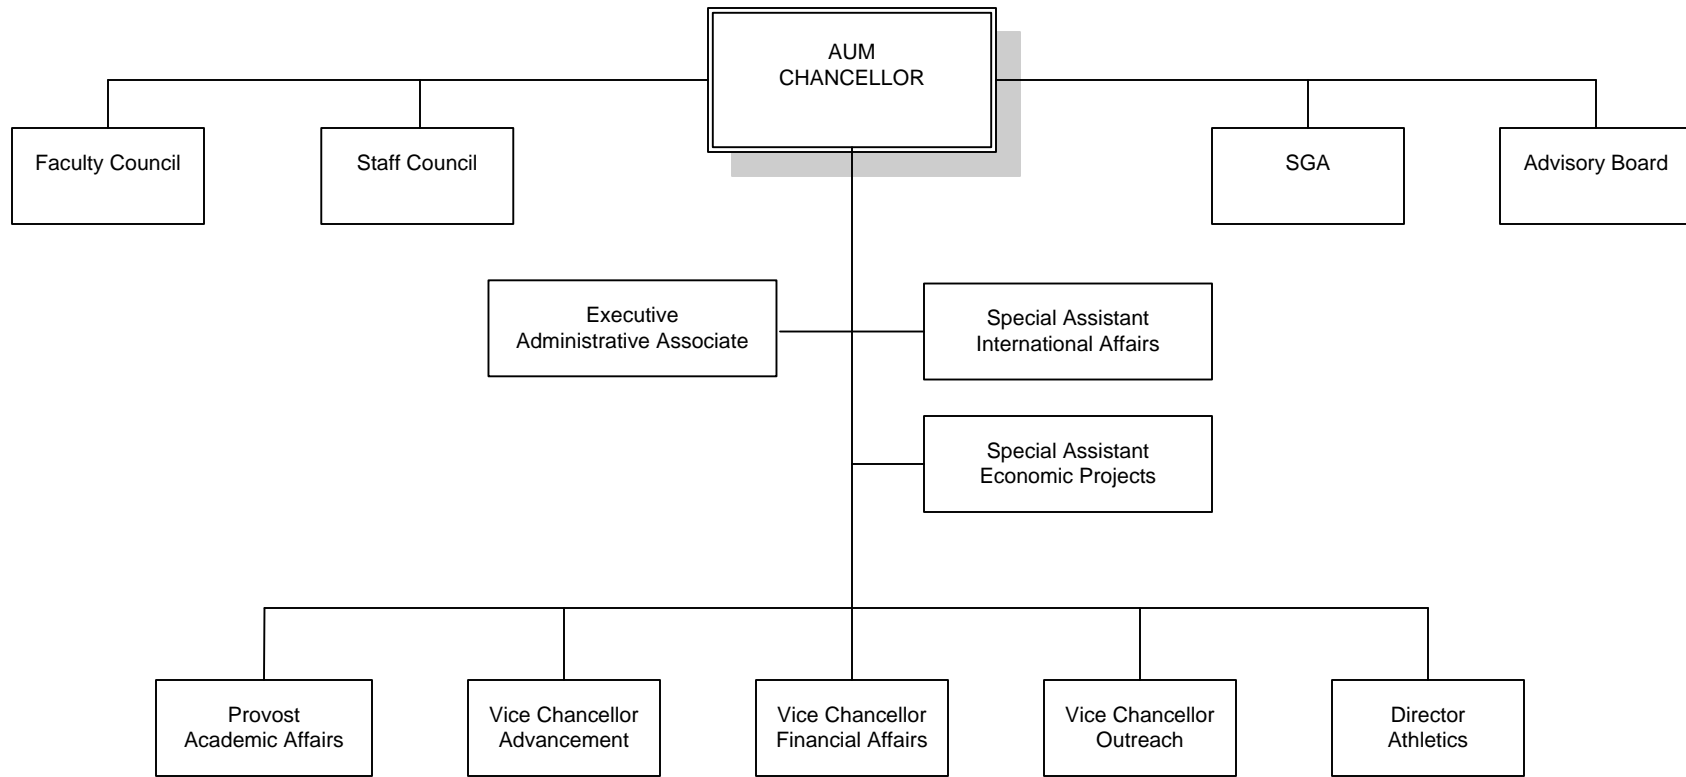 AUM
CHANCELLOR
Faculty Council
Staff Council
SGA
Advisory Board
Executive
Administrative Associate
Special Assistant
International Affairs
Special Assistant
Economic Projects
Provost
Academic Affairs
Vice Chancellor
Advancement
Vice Chancellor
Financial Affairs
Vice Chancellor
Outreach
Director
Athletics